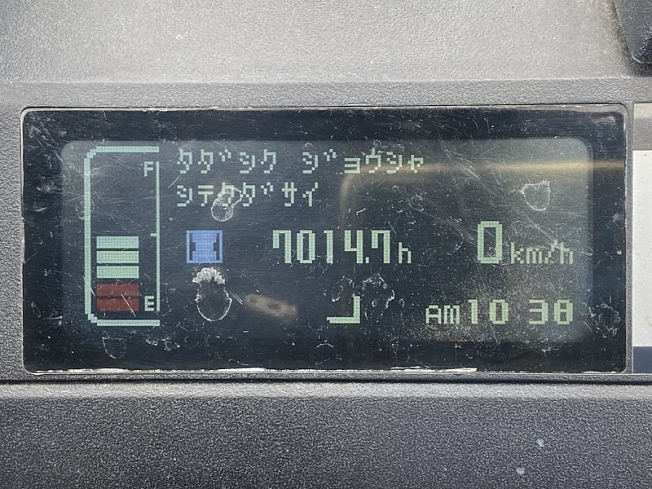 タダシク ジョウシャ
シテクダサイ
F
7014.7h
0km/h
E
AM10 38